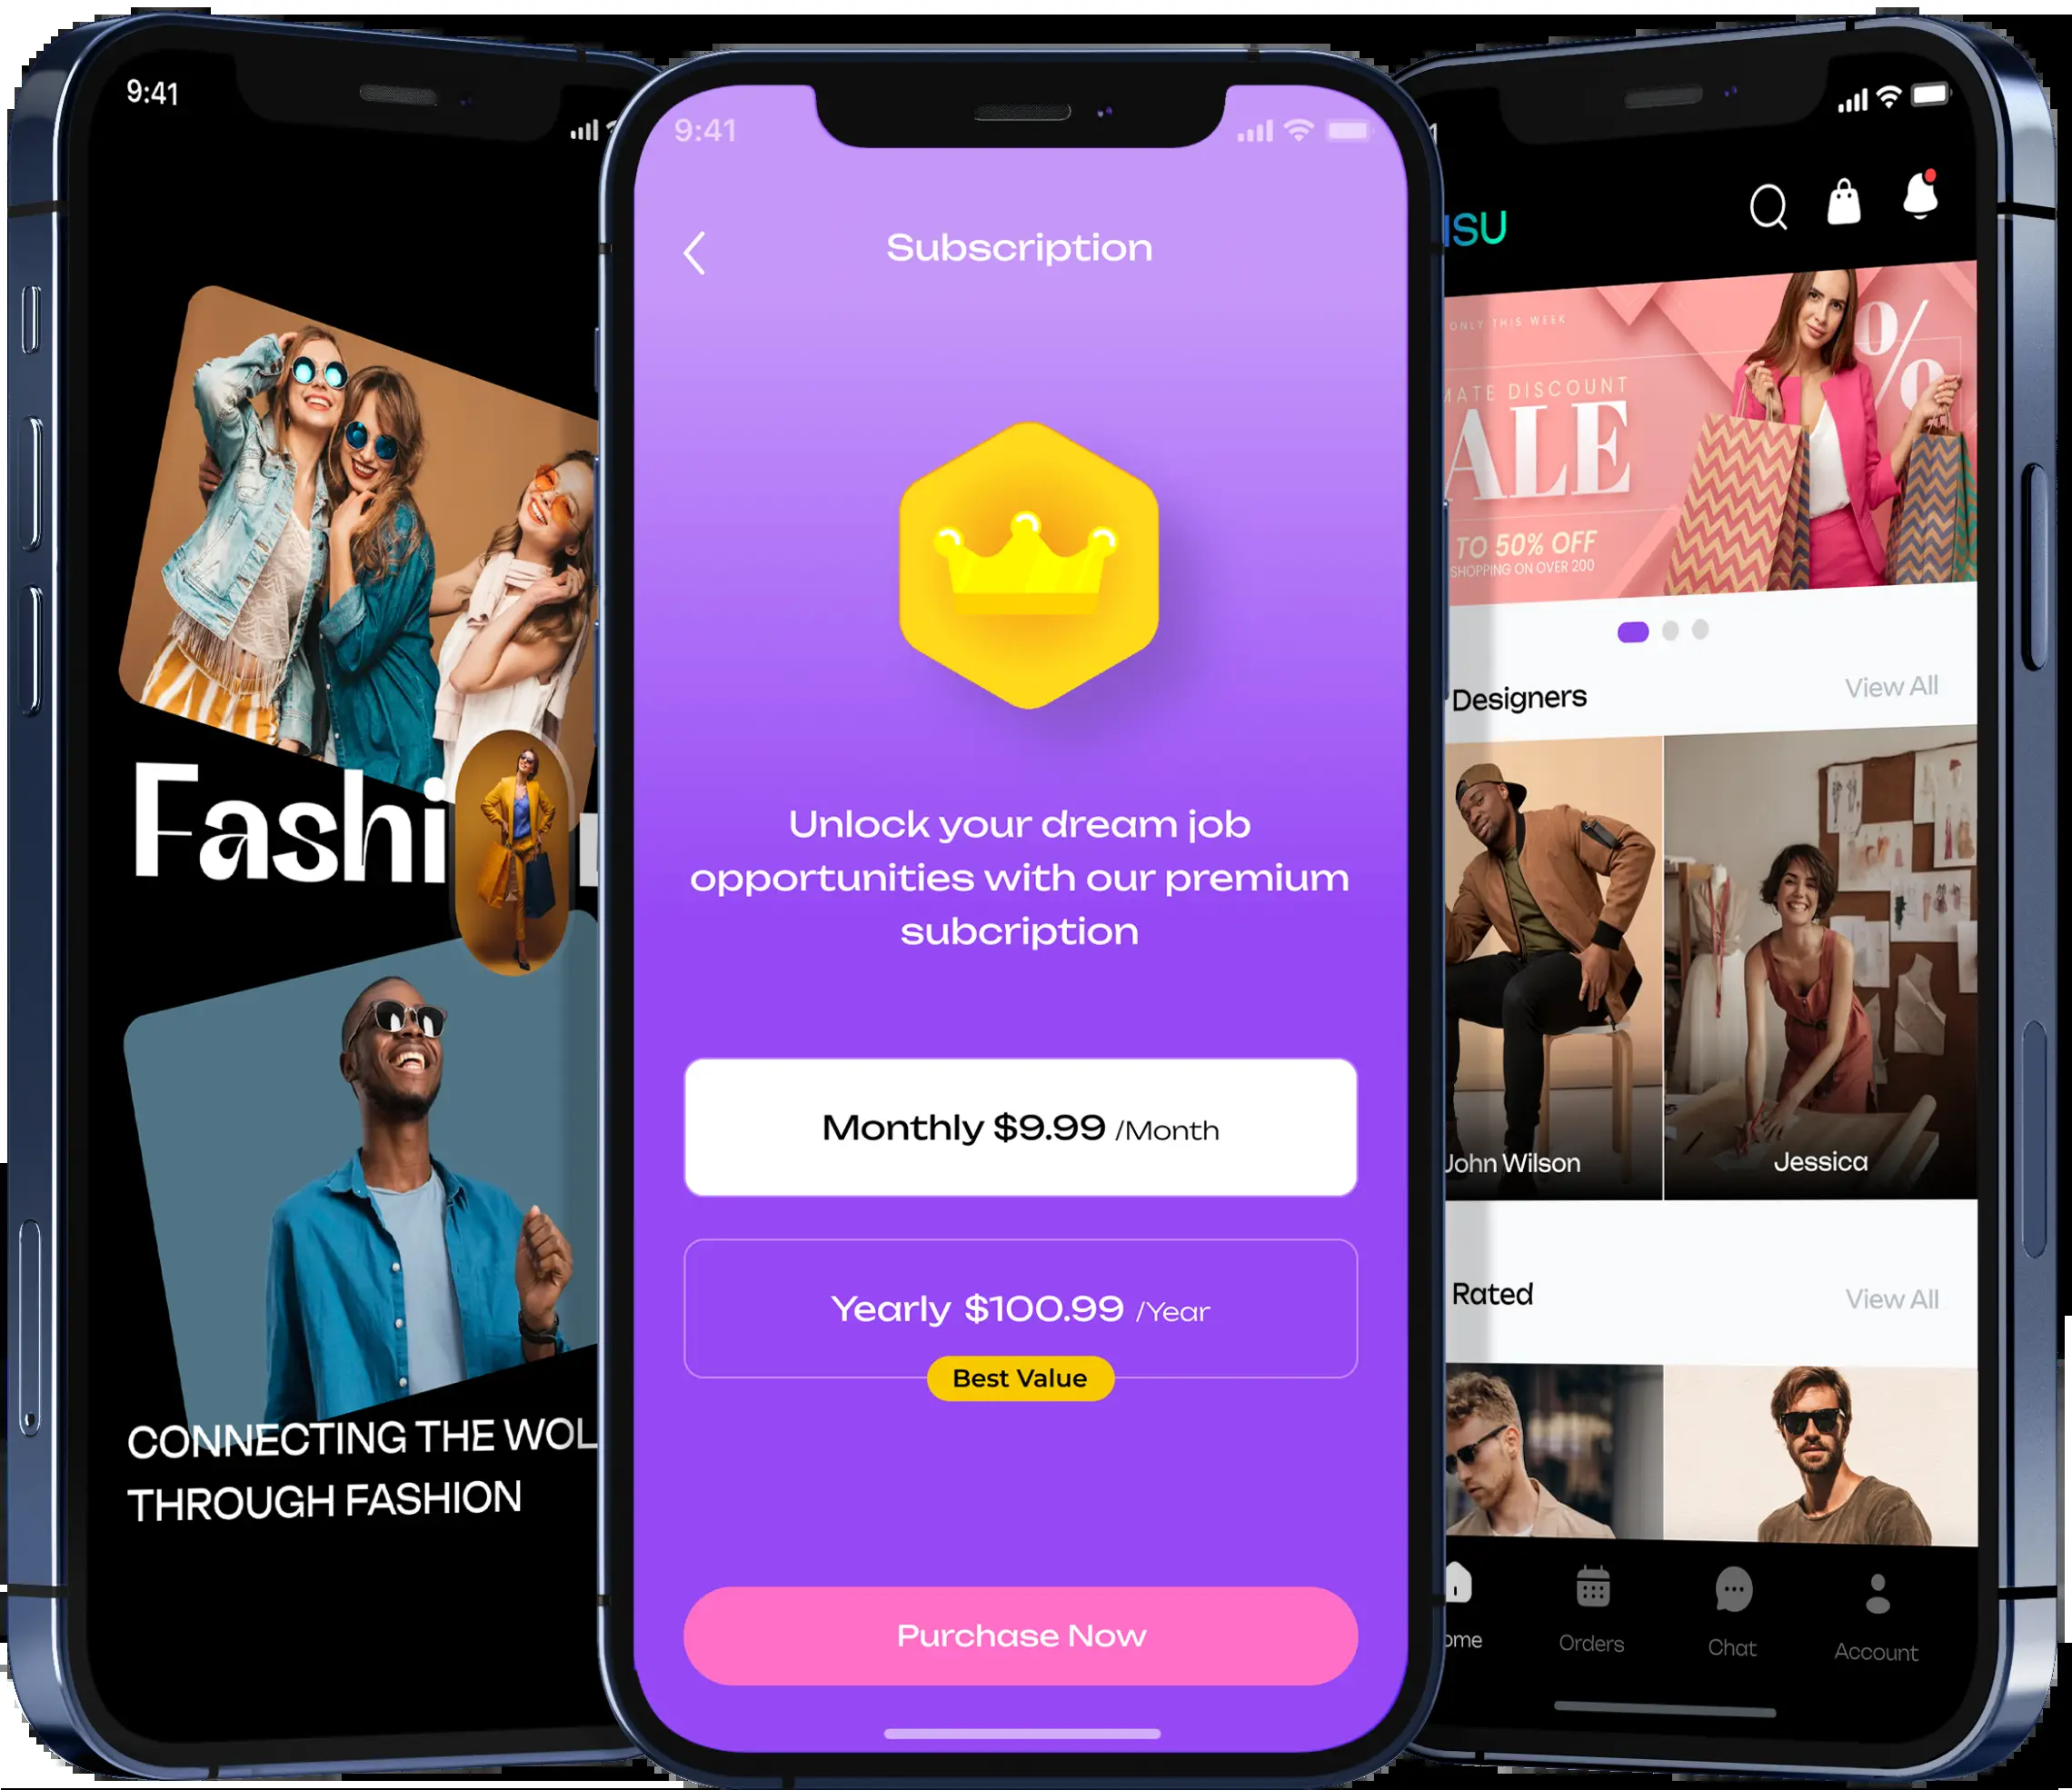 9:41
Fashi
CONNECTING THE WOL
THROUGH FASHION
9:41
Subscription
Unlock your dream job
opportunities with our premium
subcription
Monthly $9.99 /Month
Yearly $100.99 /Year
Best Value
Purchase Now
SU
ONLY THIS WEEK
MATE DISCOUNT
ALE
%
TO 50% OFF
SHOPPING ON OVER 200
Designers View All
John Wilson Jessica
Rated View All
ome Orders Chat Account